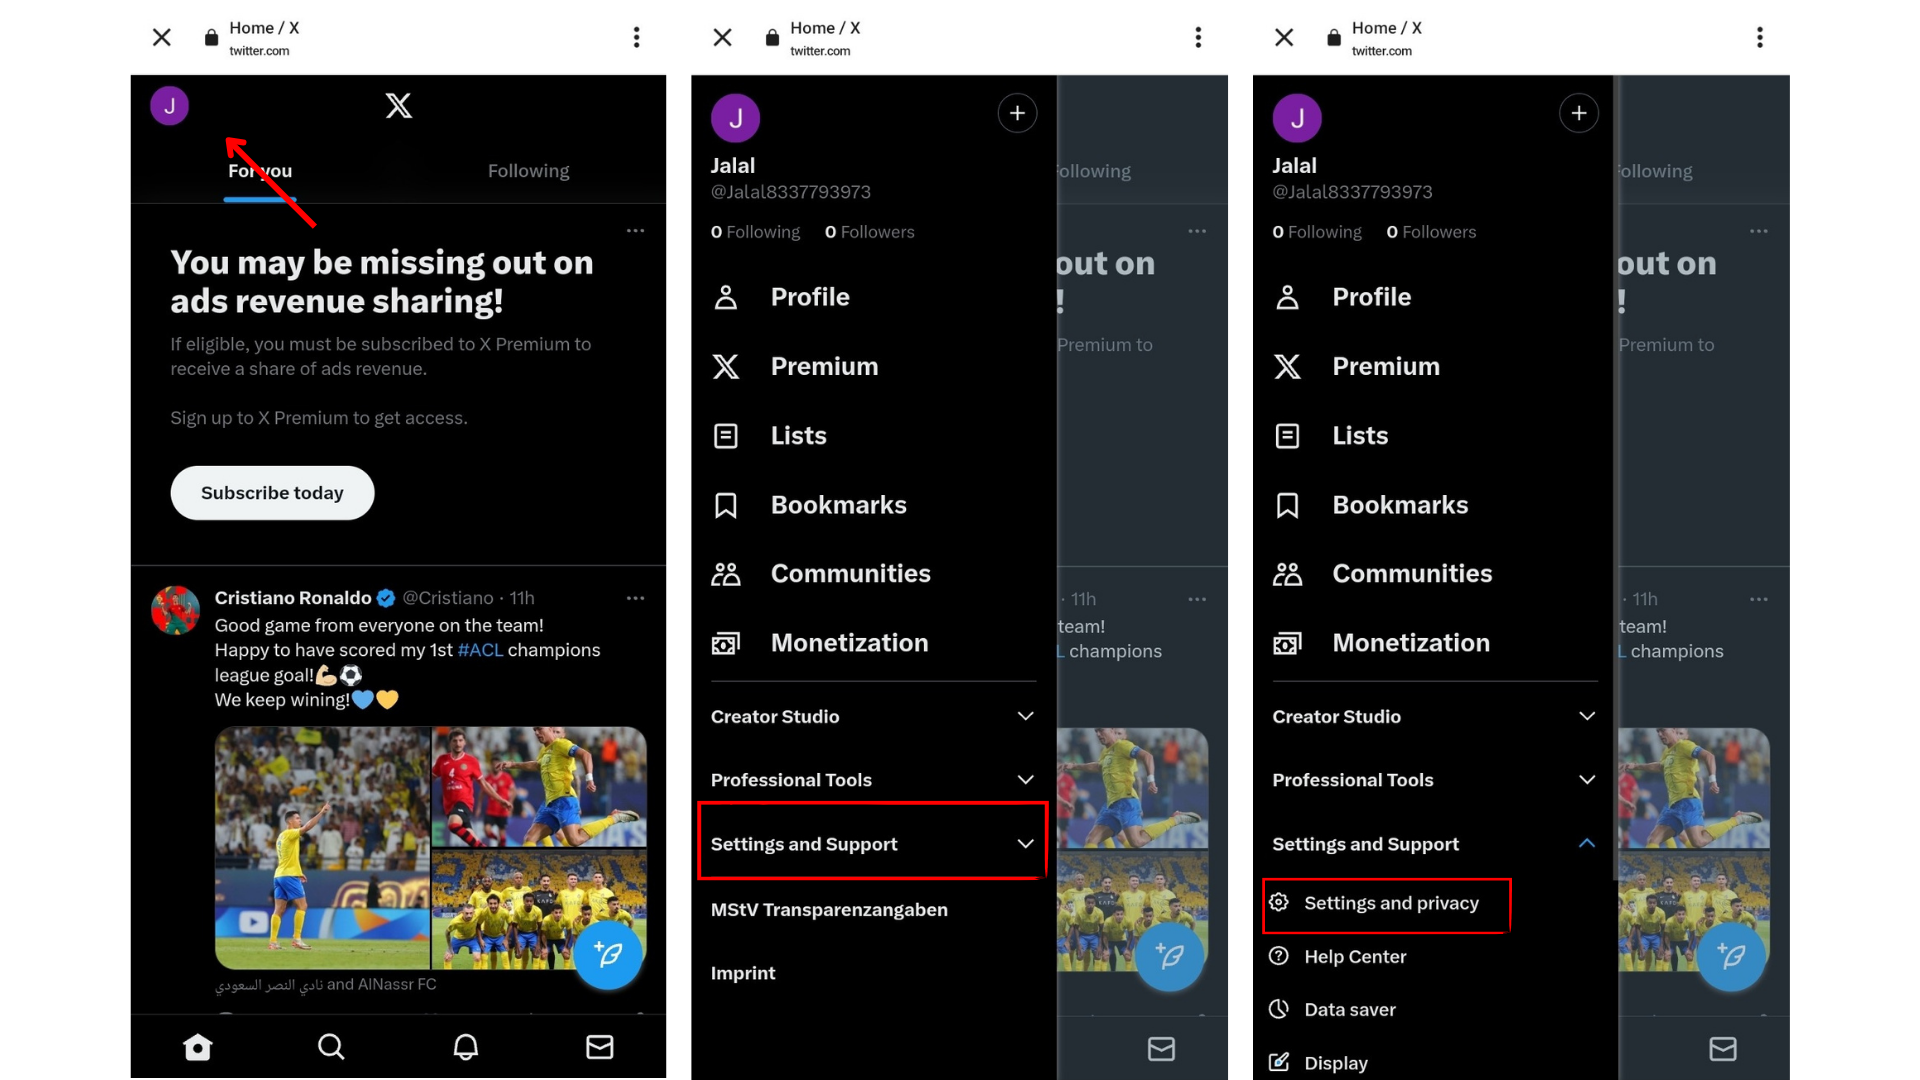 Home / X
twitter.com
J
For you
Following
You may be missing out on
ads revenue sharing!
If eligible, you must be subscribed to X Premium to
receive a share of ads revenue.
Sign up to X Premium to get access.
Subscribe today
Cristiano Ronaldo @Cristiano · 11h
Good game from everyone on the team!
Happy to have scored my 1st #ACL champions
league goal!💪🏼⚽
We keep wining!💙💛
نادي النصر السعودي and AlNassr FC
Home / X
twitter.com
J
Jalal
@Jalal8337793973
0 Following 0 Followers
Profile
Premium
Lists
Bookmarks
Communities
Monetization
Creator Studio
Professional Tools
Settings and Support
MStV Transparenzangaben
Imprint
ollowing
out on
!
Premium to
· 11h
team!
L champions
Home / X
twitter.com
J
Jalal
@Jalal8337793973
0 Following 0 Followers
Profile
Premium
Lists
Bookmarks
Communities
Monetization
Creator Studio
Professional Tools
Settings and Support
Settings and privacy
Help Center
Data saver
Display
ollowing
out on
!
Premium to
· 11h
team!
L champions